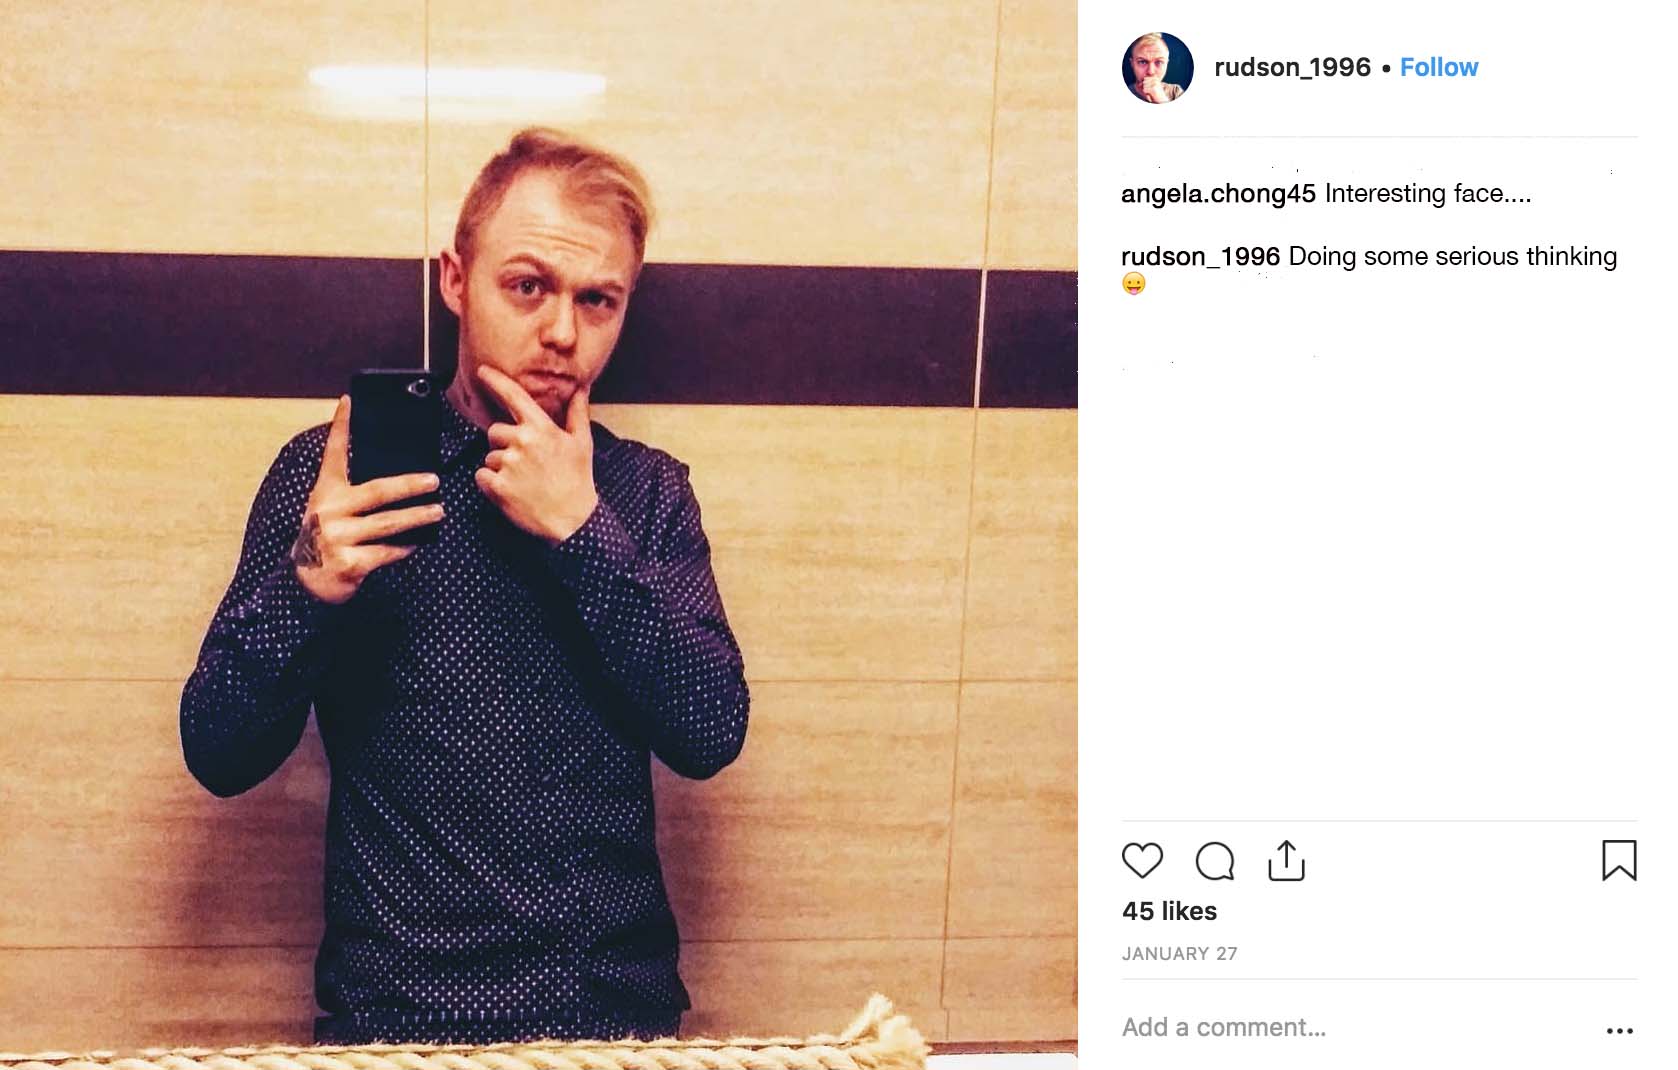 rudson_1996 • Follow
angela.chong45 Interesting face....
rudson_1996 Doing some serious thinking
😛
45 likes
JANUARY 27
Add a comment...